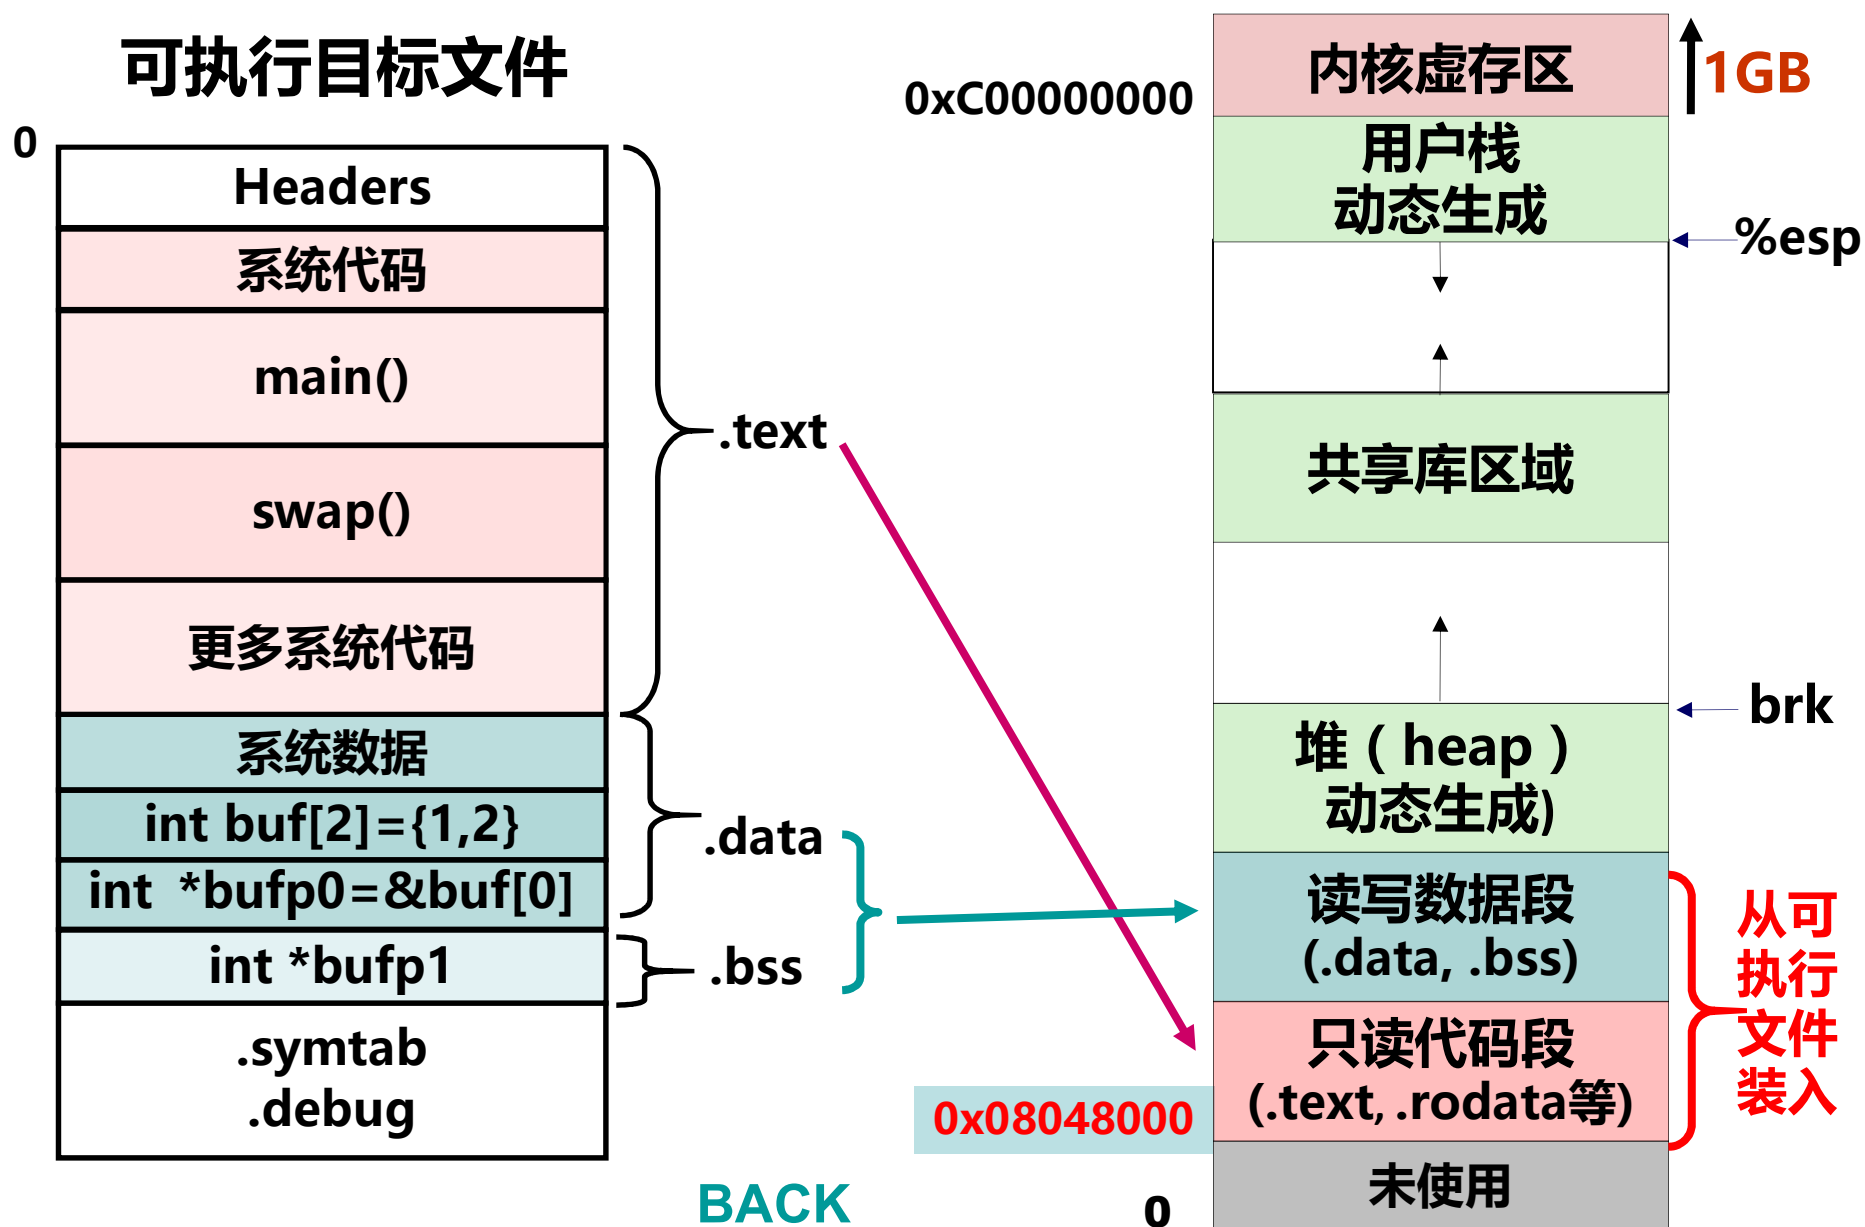 可执行目标文件
0
Headers
系统代码
main()
swap()
更多系统代码
系统数据
int buf[2]={1,2}
int *bufp0=&buf[0]
int *bufp1
.symtab
.debug
.text
.data
.bss
BACK
0xC00000000
0x08048000
0
内核虚存区
用户栈
动态生成
共享库区域
堆（heap）
动态生成)
读写数据段
(.data, .bss)
只读代码段
(.text, .rodata等)
未使用
1GB
%esp
brk
从可
执行
文件
装入